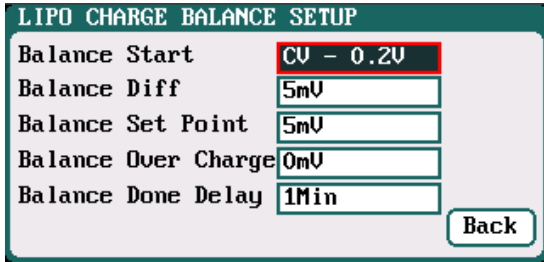 LIPO CHARGE BALANCE SETUP
Balance Start CV - 0.2V
Balance Diff 5mV
Balance Set Point 5mV
Balance Over Charge 0mV
Balance Done Delay 1Min
Back